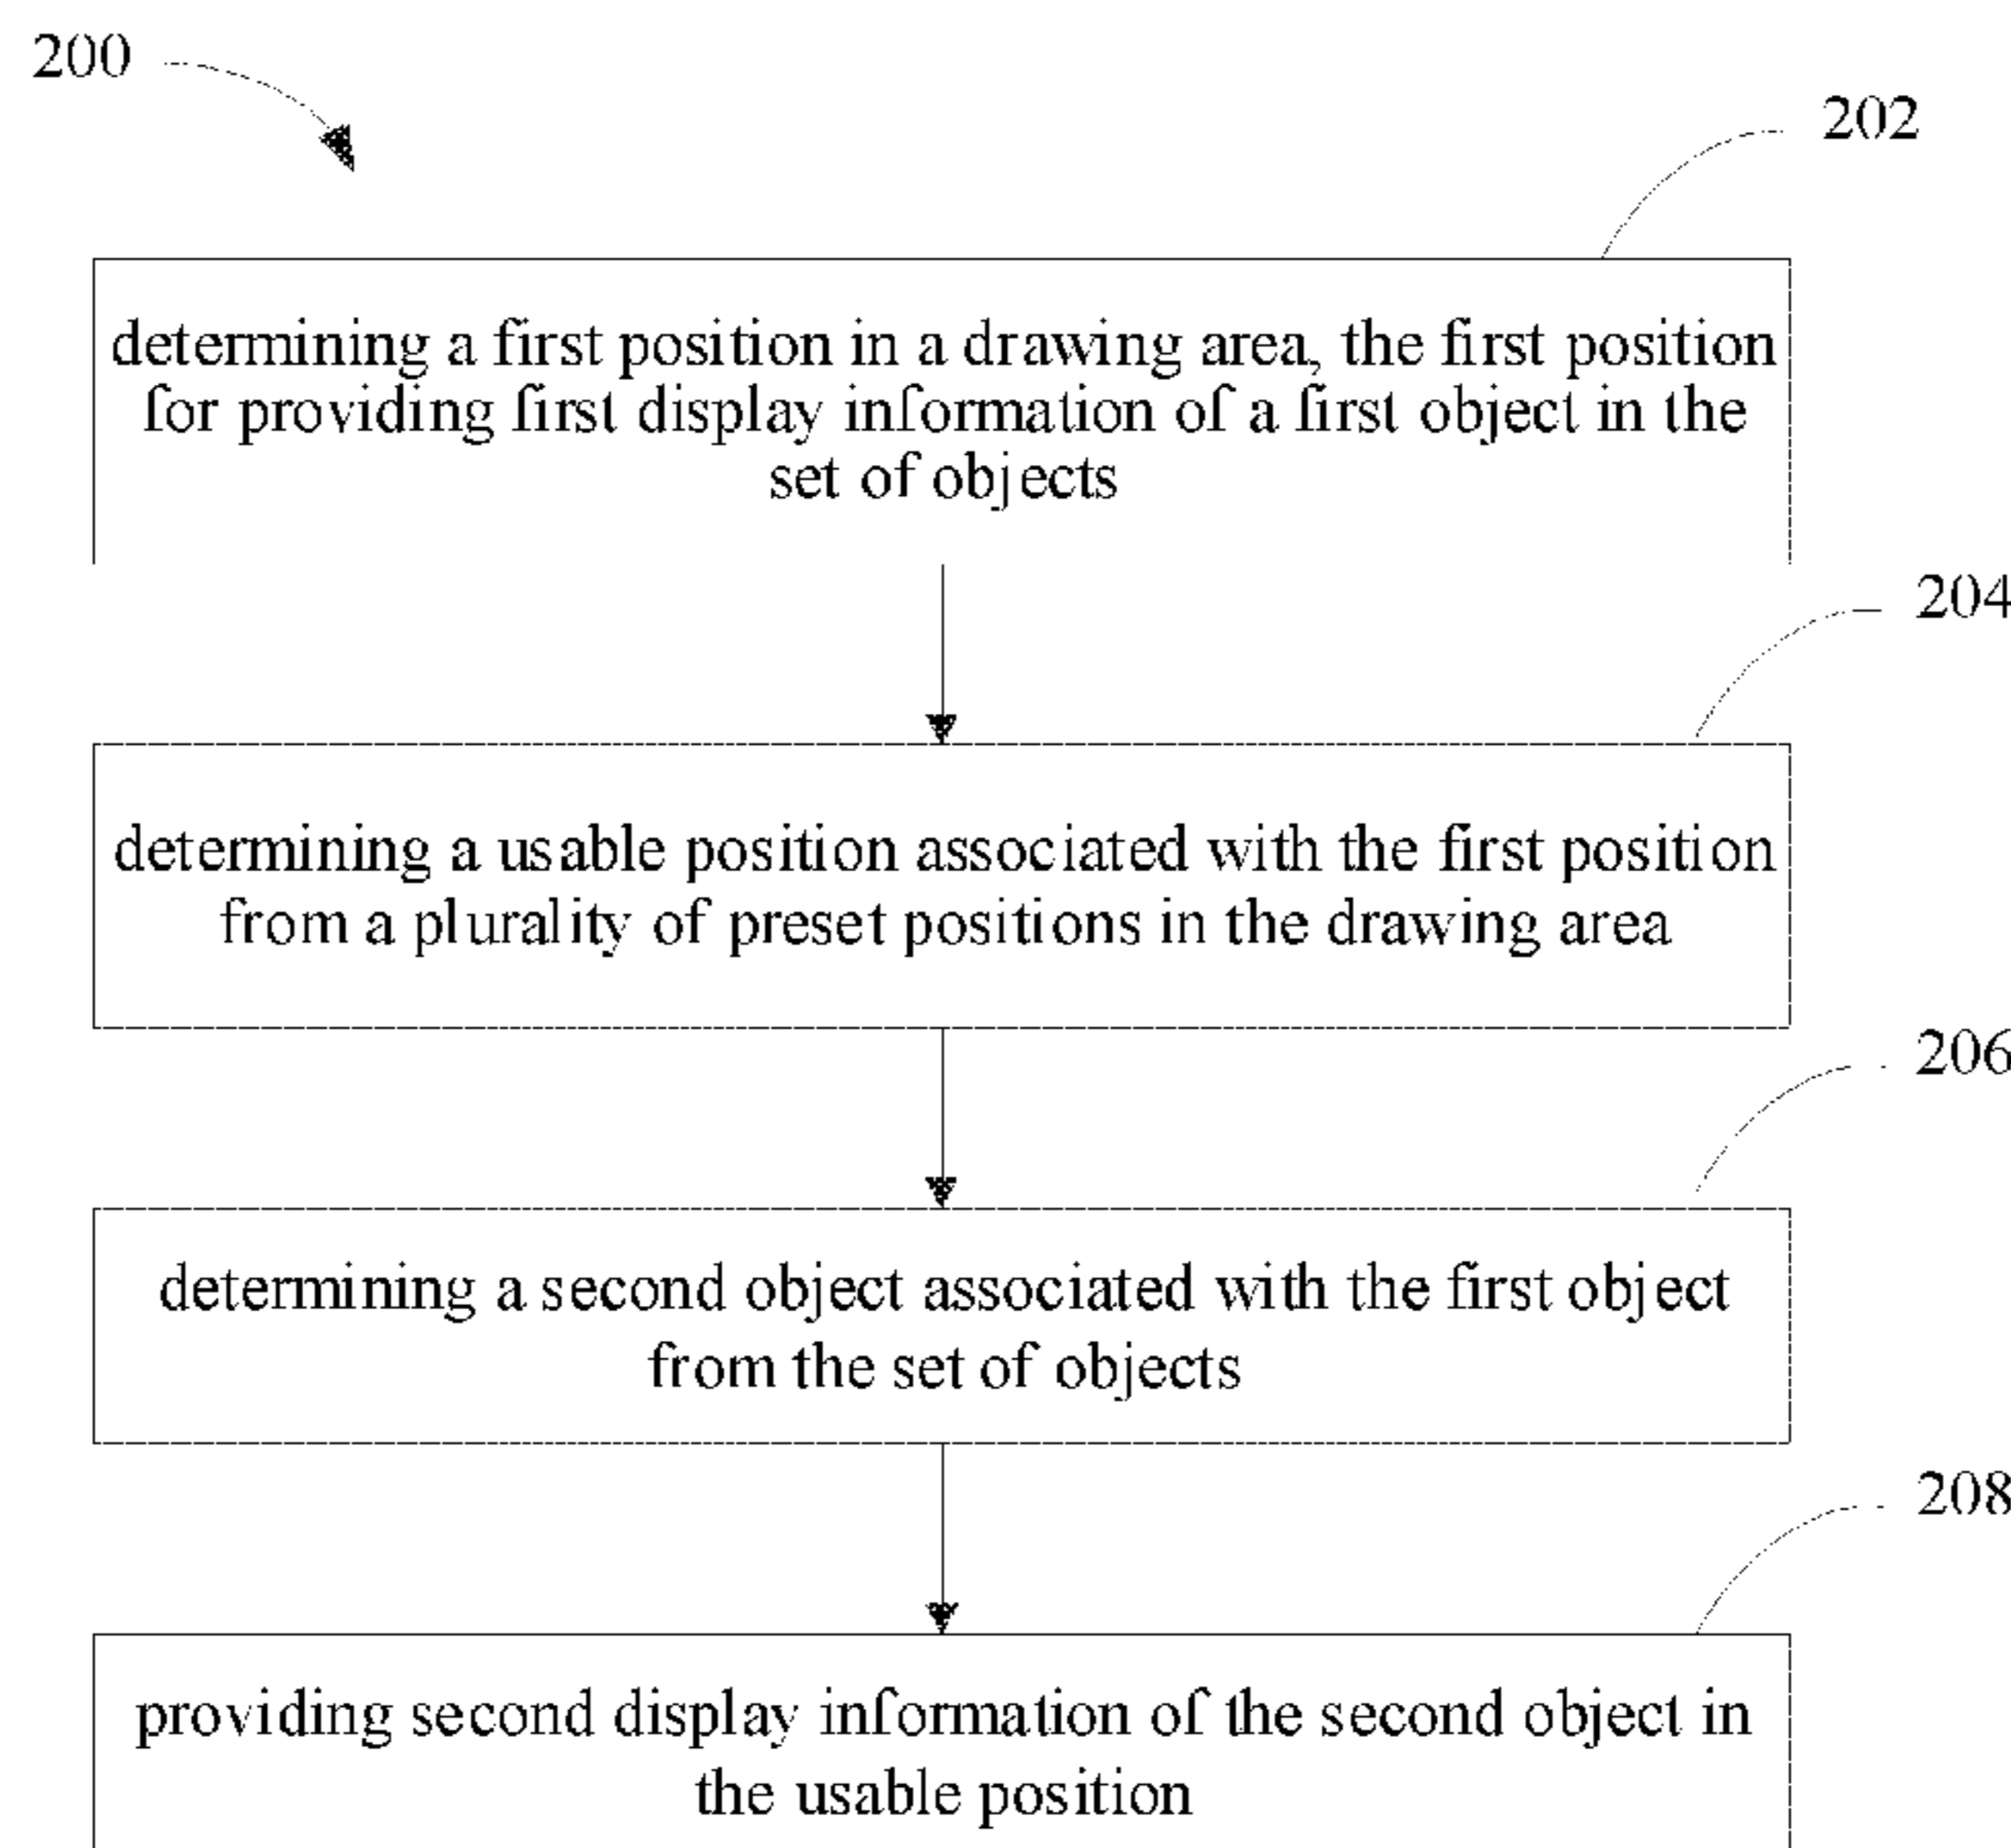 200
202
determining a first position in a drawing area, the first position
for providing first display information of a first object in the
set of objects
204
determining a usable position associated with the first position
from a plurality of preset positions in the drawing area
206
determining a second object associated with the first object
from the set of objects
208
providing second display information of the second object in
the usable position